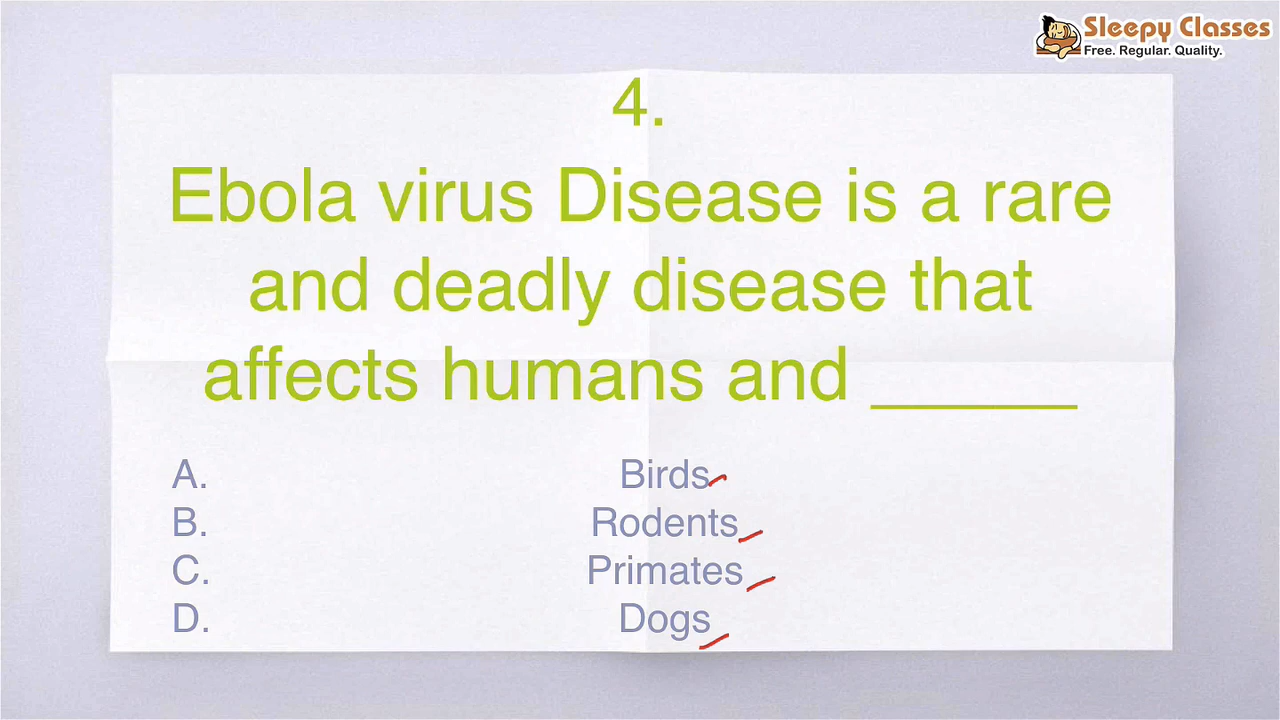 Sleepy Classes
Free. Regular. Quality.
4.
Ebola virus Disease is a rare
and deadly disease that
affects humans and ______
A. Birds
B. Rodents
C. Primates
D. Dogs